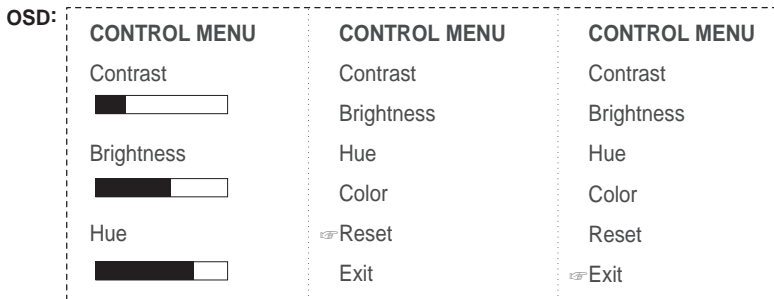 OSD:
CONTROL MENU
Contrast
Brightness
Hue
CONTROL MENU
Contrast
Brightness
Hue
Color
☞Reset
Exit
CONTROL MENU
Contrast
Brightness
Hue
Color
Reset
☞Exit